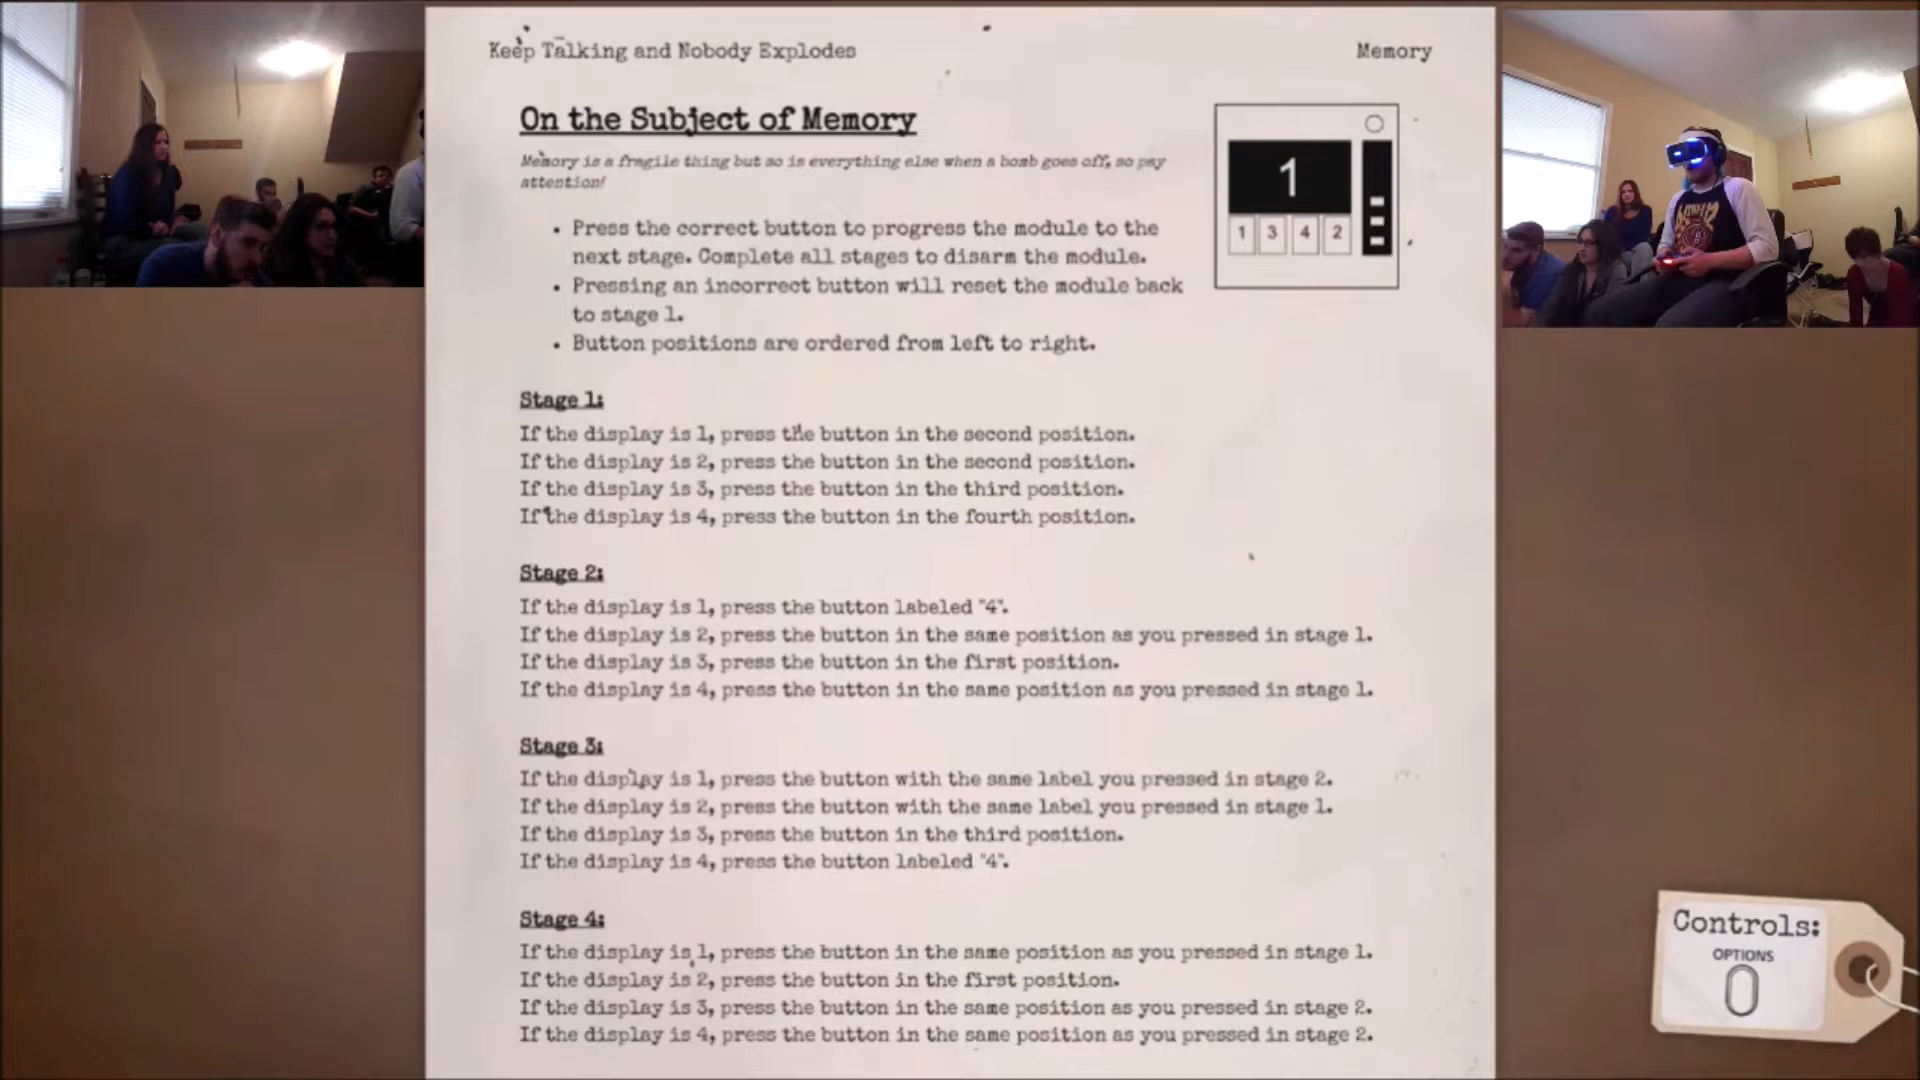 Keep Talking and Nobody Explodes
Memory
On the Subject of Memory
Memory is a fragile thing but so is everything else when a bomb goes off, so pay
attention!
1
1 3 4 2
• Press the correct button to progress the module to the
next stage. Complete all stages to disarm the module.
• Pressing an incorrect button will reset the module back
to stage 1.
• Button positions are ordered from left to right.
Stage 1:
If the display is 1, press the button in the second position.
If the display is 2, press the button in the second position.
If the display is 3, press the button in the third position.
If the display is 4, press the button in the fourth position.
Stage 2:
If the display is 1, press the button labeled "4".
If the display is 2, press the button in the same position as you pressed in stage 1.
If the display is 3, press the button in the first position.
If the display is 4, press the button in the same position as you pressed in stage 1.
Stage 3:
If the display is 1, press the button with the same label you pressed in stage 2.
If the display is 2, press the button with the same label you pressed in stage 1.
If the display is 3, press the button in the third position.
If the display is 4, press the button labeled "4".
Stage 4:
If the display is 1, press the button in the same position as you pressed in stage 1.
If the display is 2, press the button in the first position.
If the display is 3, press the button in the same position as you pressed in stage 2.
If the display is 4, press the button in the same position as you pressed in stage 2.
Controls:
OPTIONS